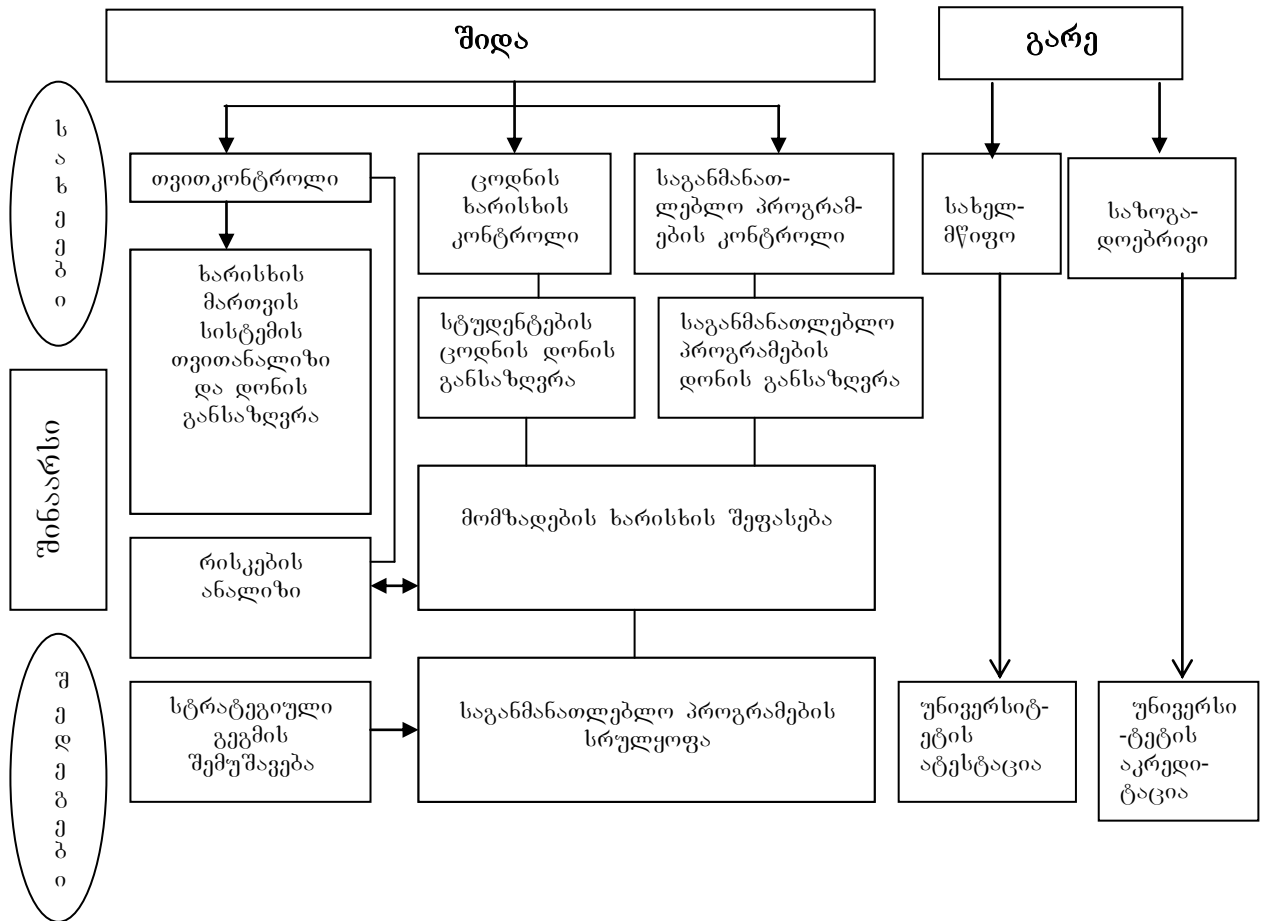 შიდა
გარე
სახეები
თვითკონტროლი
ცოდნის
ხარისხის
კონტროლი
საგანმანათ-
ლებლო პროგრამ-
ების კონტროლი
სახელ-
მწიფო
საზოგა-
დოებრივი
ხარისხის
მართვის
სისტემის
თვითანალიზი
და დონის
განსაზღვრა
სტუდენტების
ცოდნის დონის
განსაზღვრა
საგანმანათლებლო
პროგრამების
დონის განსაზღვრა
შინაარსი
მომზადების ხარისხის შეფასება
რისკების
ანალიზი
შედეგები
სტრატეგიული
გეგმის
შემუშავება
საგანმანათლებლო პროგრამების
სრულყოფა
უნივერსიტ-
ეტის
ატესტაცია
უნივერსი
-ტეტის
აკრედი-
ტაცია